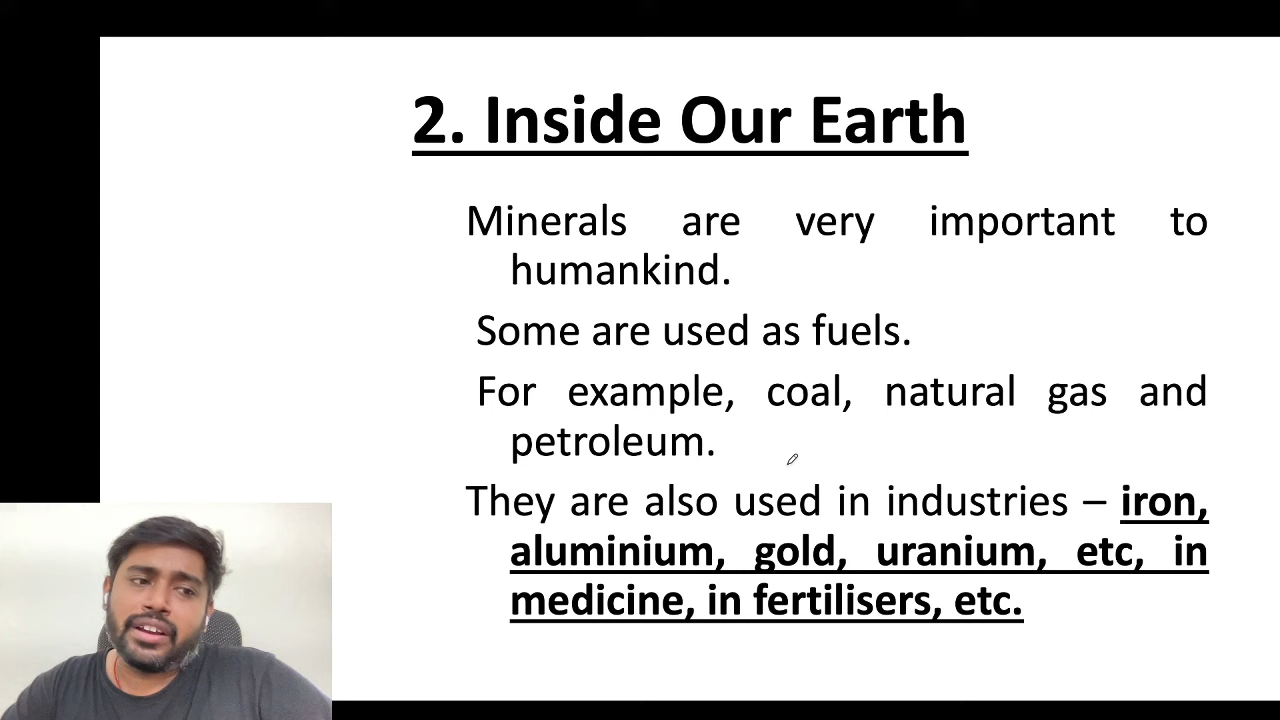 2. Inside Our Earth
Minerals are very important to
humankind.
Some are used as fuels.
For example, coal, natural gas and
petroleum.
They are also used in industries – iron,
aluminium, gold, uranium, etc, in
medicine, in fertilisers, etc.